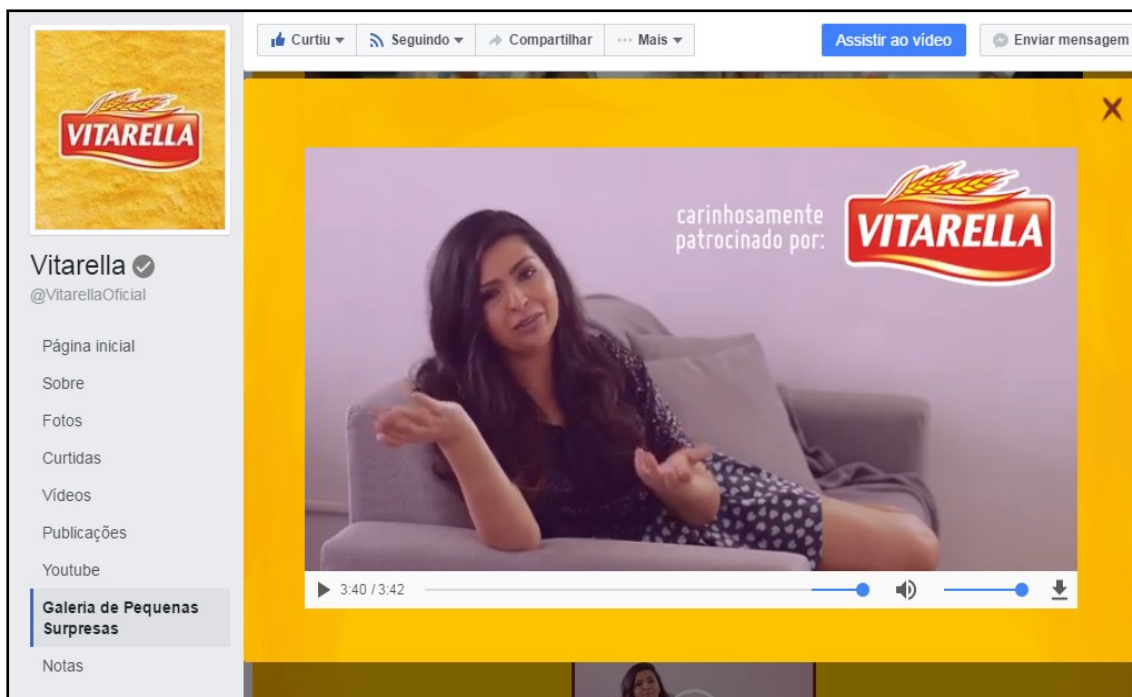 VITARELLA
Vitarella
@VitarellaOficial
Página inicial
Sobre
Fotos
Curtidas
Vídeos
Publicações
Youtube
Galeria de Pequenas
Surpresas
Notas
Curtiu
Seguindo
Compartilhar
Mais
Assistir ao vídeo
Enviar mensagem
carinhosamente
patrocinado por:
VITARELLA
3:40 / 3:42